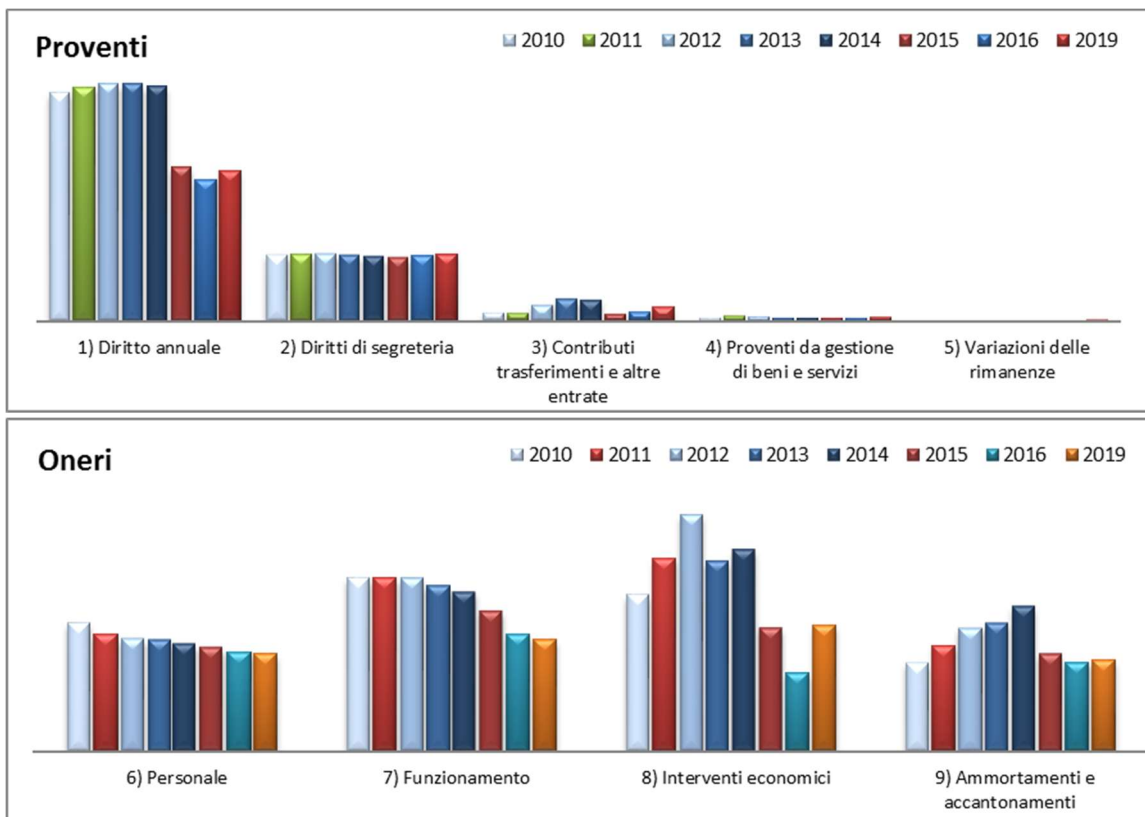 Proventi
2010 2011 2012 2013 2014 2015 2016 2019
1) Diritto annuale
2) Diritti di segreteria
3) Contributi
trasferimenti e altre
entrate
4) Proventi da gestione
di beni e servizi
5) Variazioni delle
rimanenze
Oneri
2010 2011 2012 2013 2014 2015 2016 2019
6) Personale
7) Funzionamento
8) Interventi economici
9) Ammortamenti e
accantonamenti